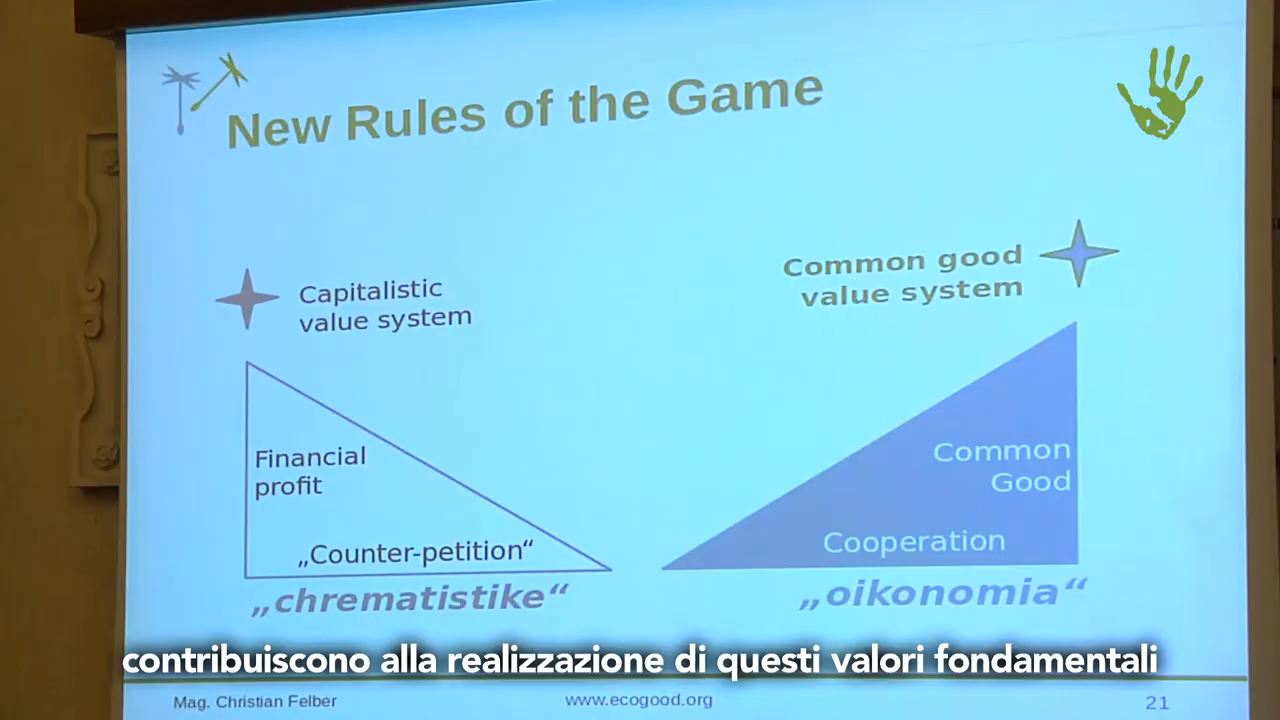 New Rules of the Game
Capitalistic
value system
Common good
value system
Financial
profit
„Counter-petition“
„chrematistike“
Common
Good
Cooperation
„oikonomia“
contribuiscono alla realizzazione di questi valori fondamentali
Mag. Christian Felber
www.ecogood.org
21